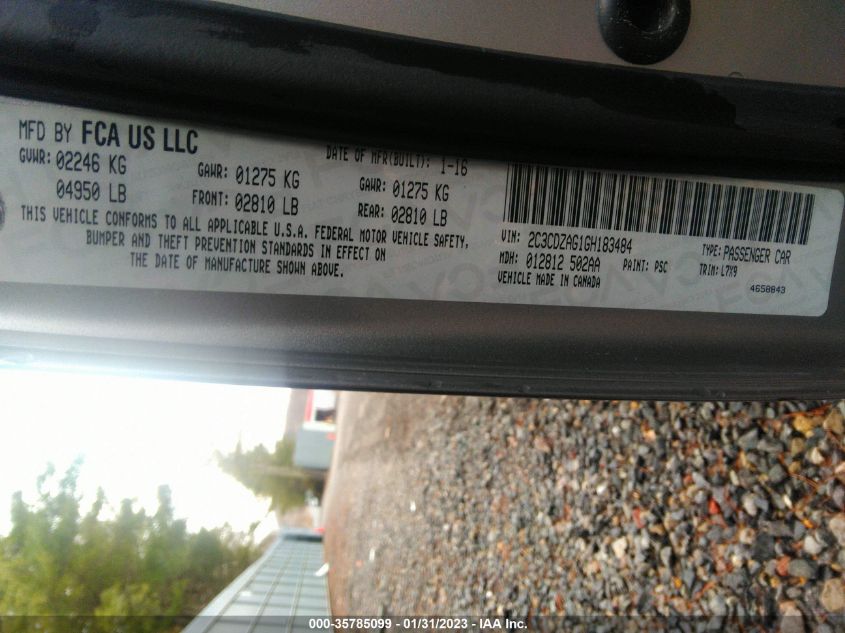 MFD BY FCA US LLC
DATE OF MFR(BUILT): 1-16
GVWR: 02246 KG
04950 LB
GAWR: 01275 KG
FRONT: 02810 LB
GAWR: 01275 KG
REAR: 02810 LB
THIS VEHICLE CONFORMS TO ALL APPLICABLE U.S.A. FEDERAL MOTOR VEHICLE SAFETY,
BUMPER AND THEFT PREVENTION STANDARDS IN EFFECT ON
THE DATE OF MANUFACTURE SHOWN ABOVE.
VIN: 2C3CDZAG1GH183484
TYPE: PASSENGER CAR
MDH: 012812 502AA
PAINT: PSC
TRIM: L7X9
VEHICLE MADE IN CANADA
4658843
000-35785099 - 01/31/2023 - IAA Inc.